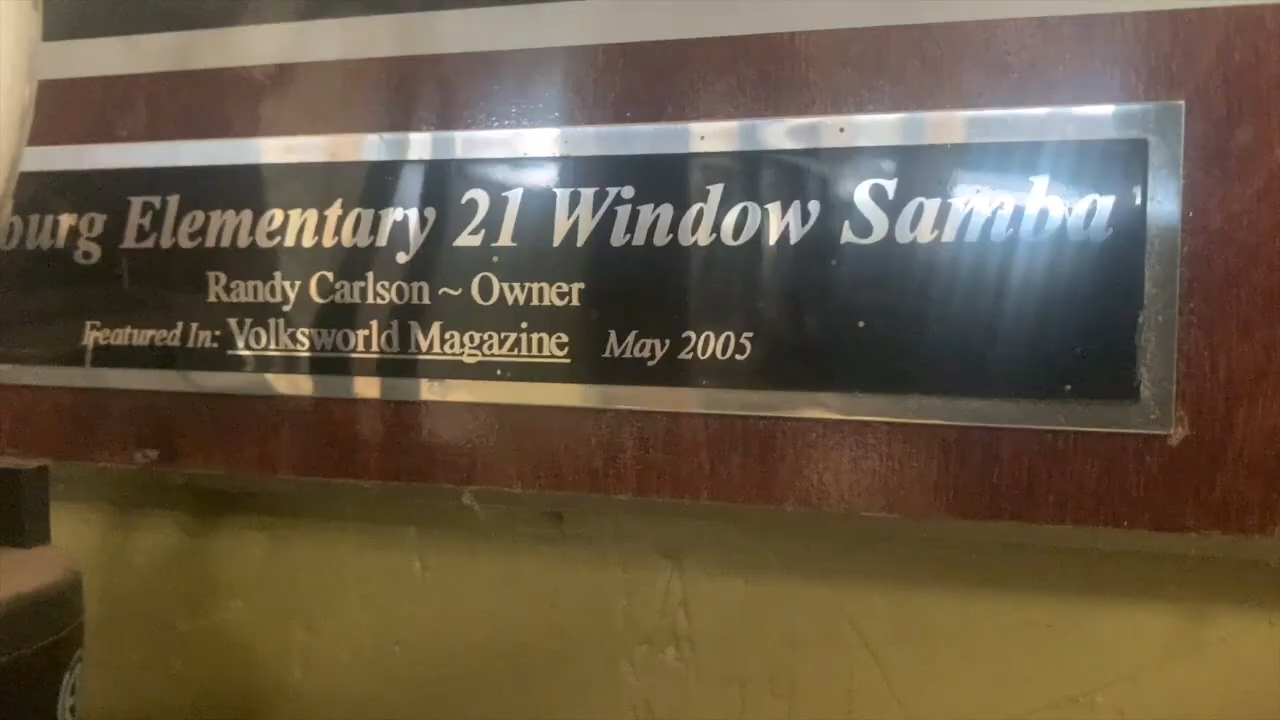 burg Elementary 21 Window Samba
Randy Carlson ~ Owner
Featured In: Volksworld Magazine May 2005